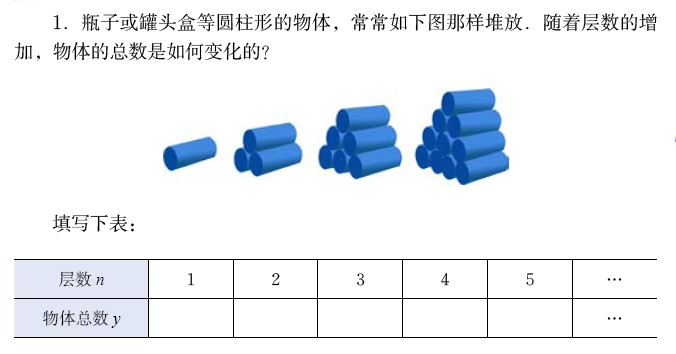 1. 瓶子或罐头盒等圆柱形的物体，常常如下图那样堆放．随着层数的增
加，物体的总数是如何变化的？
填写下表：
层数 n 1 2 3 4 5 …
物体总数 y …